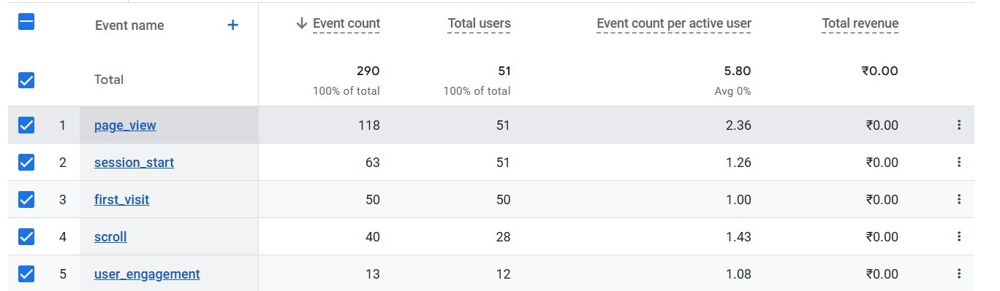 Event name + ↓ Event count Total users Event count per active user Total revenue
Total 290 51 5.80 ₹0.00
100% of total 100% of total Avg 0%
1 page_view 118 51 2.36 ₹0.00
2 session_start 63 51 1.26 ₹0.00
3 first_visit 50 50 1.00 ₹0.00
4 scroll 40 28 1.43 ₹0.00
5 user_engagement 13 12 1.08 ₹0.00